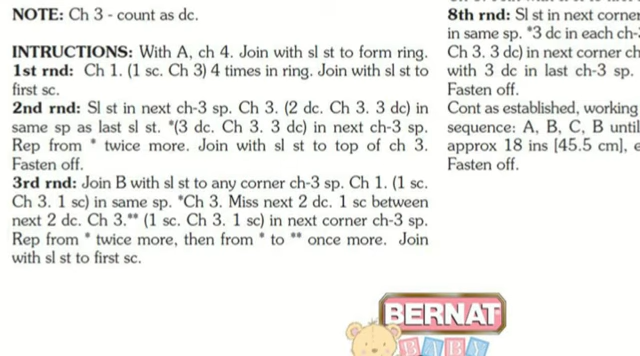 NOTE: Ch 3 - count as dc.
INTRUCTIONS: With A, ch 4. Join with sl st to form ring.
1st rnd: Ch 1. (1 sc. Ch 3) 4 times in ring. Join with sl st to
first sc.
2nd rnd: Sl st in next ch-3 sp. Ch 3. (2 dc. Ch 3. 3 dc) in
same sp as last sl st. *(3 dc. Ch 3. 3 dc) in next ch-3 sp.
Rep from * twice more. Join with sl st to top of ch 3.
Fasten off.
3rd rnd: Join B with sl st to any corner ch-3 sp. Ch 1. (1 sc.
Ch 3. 1 sc) in same sp. *Ch 3. Miss next 2 dc. 1 sc between
next 2 dc. Ch 3.** (1 sc. Ch 3. 1 sc) in next corner ch-3 sp.
Rep from * twice more, then from * to ** once more. Join
with sl st to first sc.
8th rnd: Sl st in next corner
in same sp. *3 dc in each ch-
Ch 3. 3 dc) in next corner ch
with 3 dc in last ch-3 sp.
Fasten off.
Cont as established, working
sequence: A, B, C, B until
approx 18 ins [45.5 cm], e
Fasten off.
BERNAT
BABY